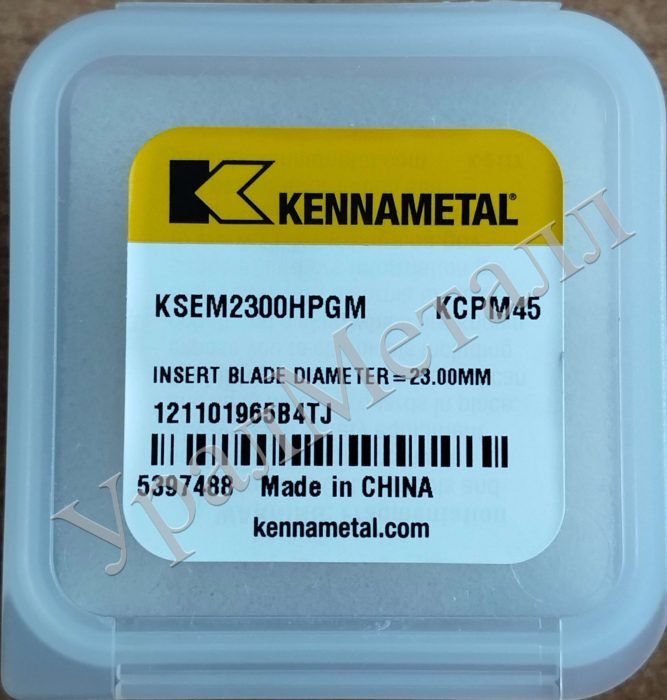 KENNAMETAL®
KSEM2300HPGM KCPM45
INSERT BLADE DIAMETER=23.00MM
121101965B4TJ
5397488 Made in CHINA
kennametal.com
УралМеталл